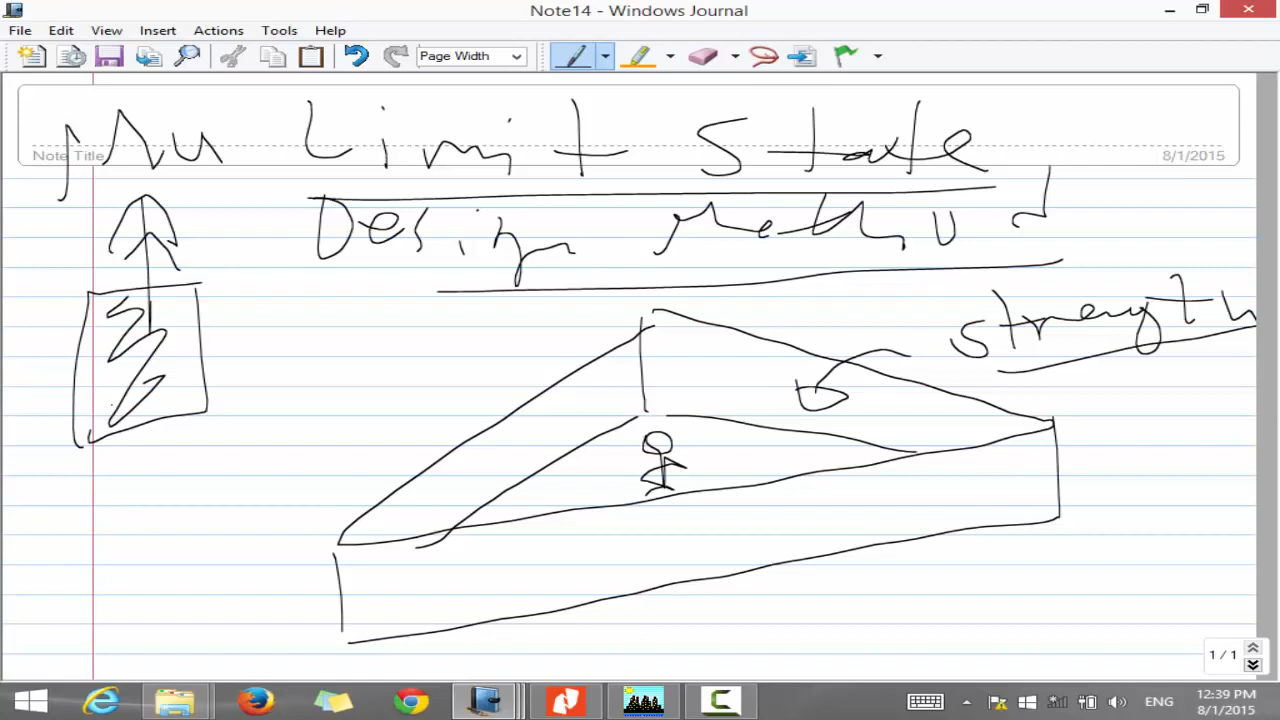 Note14 - Windows Journal
File Edit View Insert Actions Tools Help
Page Width
Mu Limit State
Note Title
8/1/2015
Design Method
strength
1 / 1
ENG
12:39 PM
8/1/2015